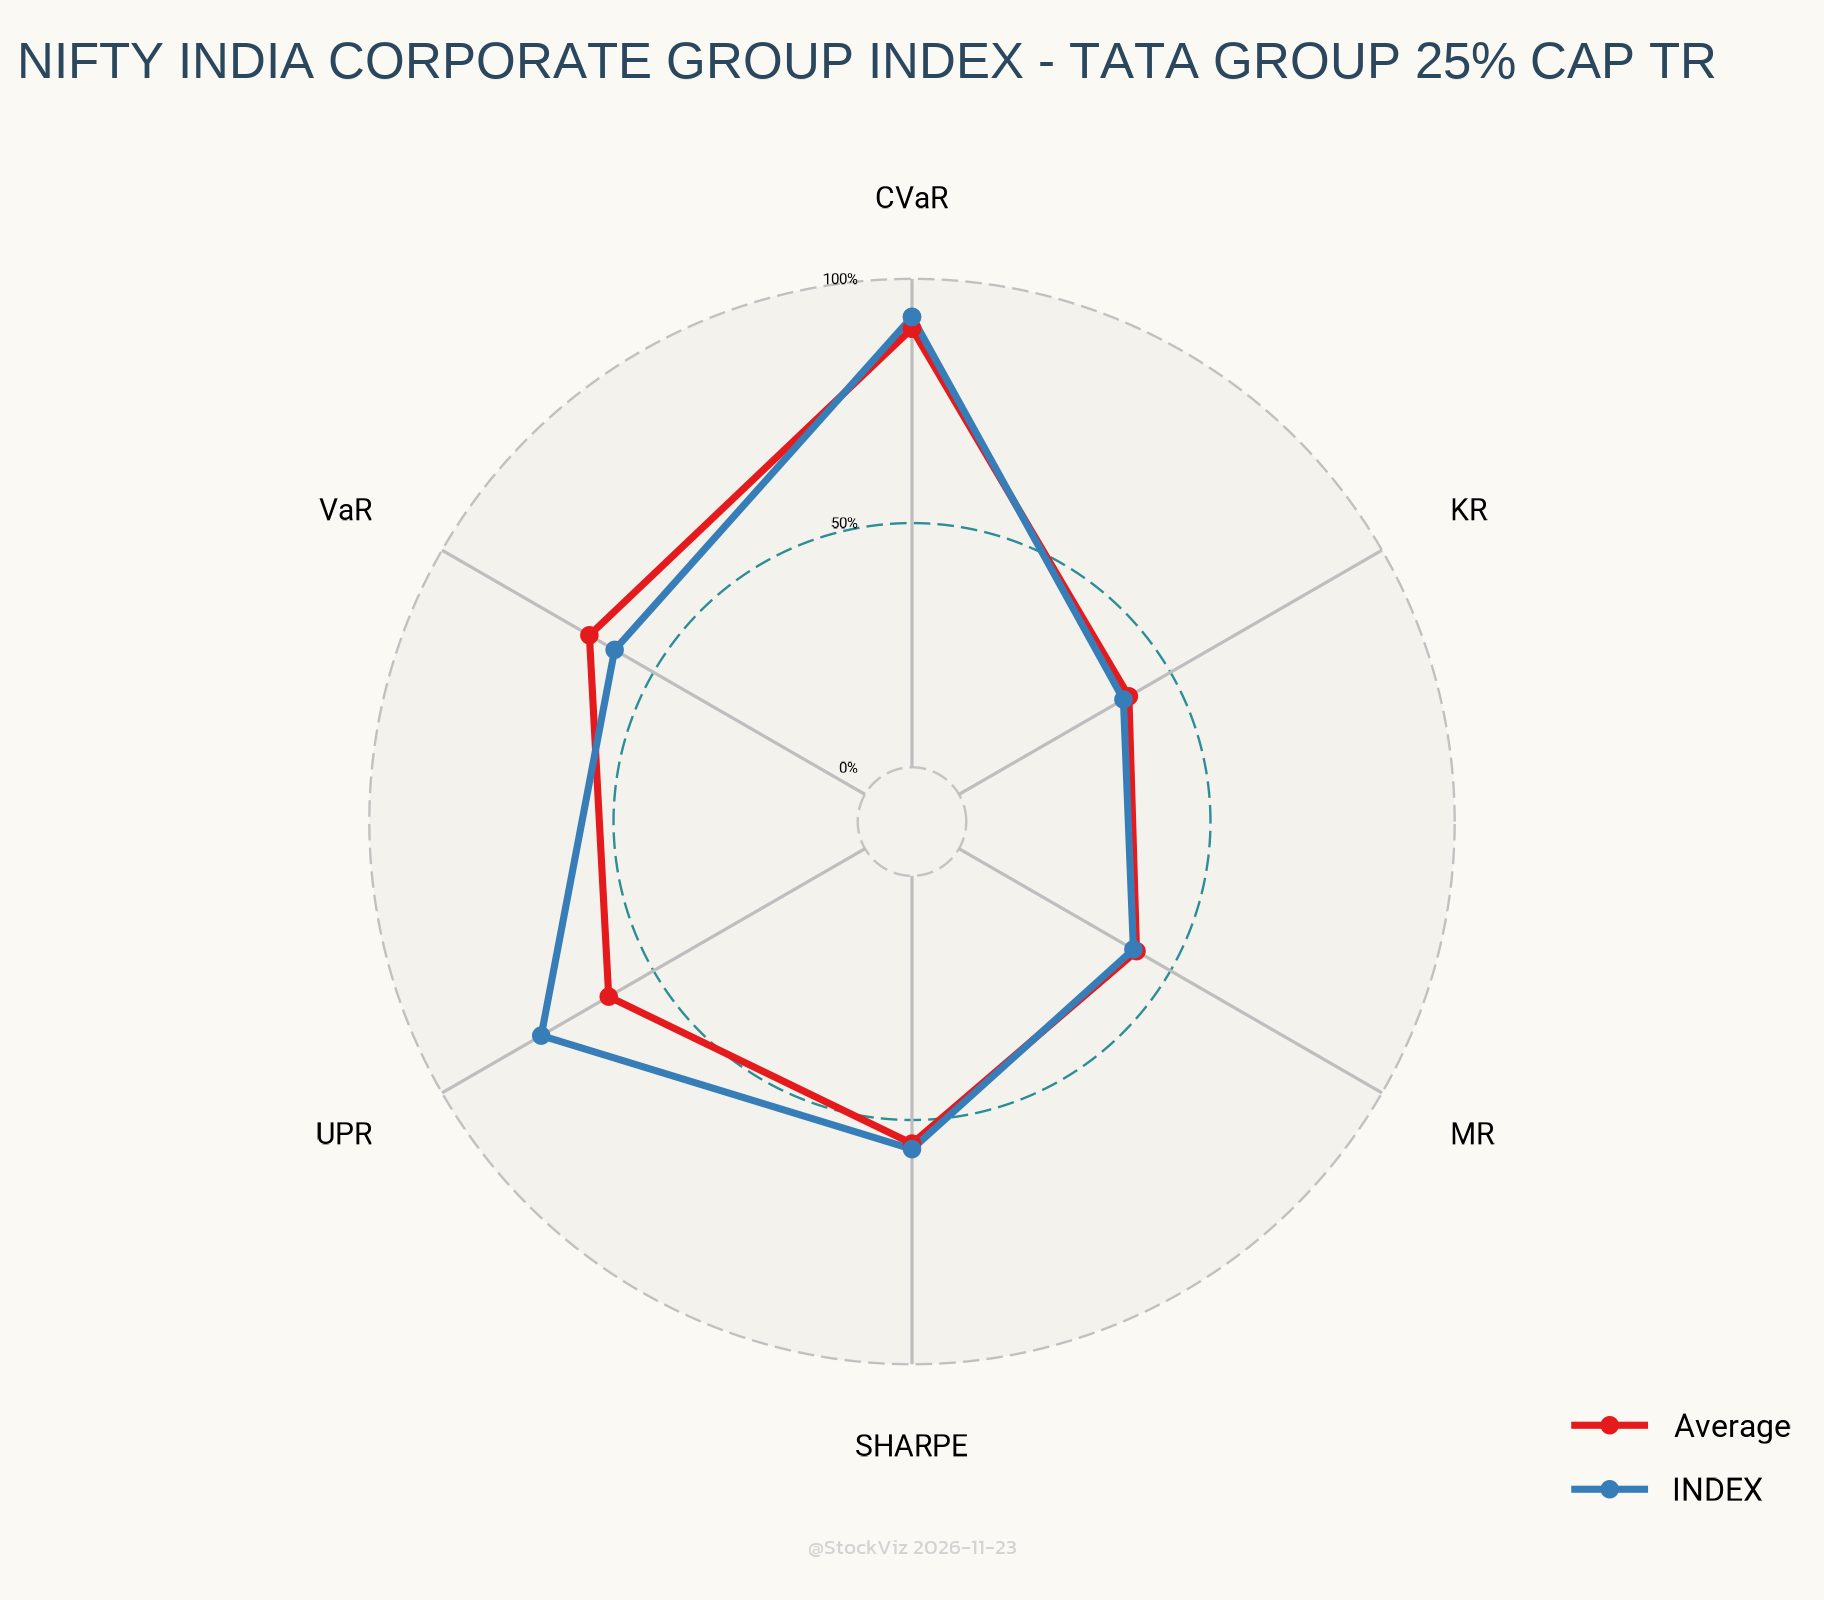 NIFTY INDIA CORPORATE GROUP INDEX - TATA GROUP 25% CAP TR
CVaR
100%
VaR
KR
50%
0%
UPR
MR
SHARPE
Average
INDEX
@StockViz 2026-11-23